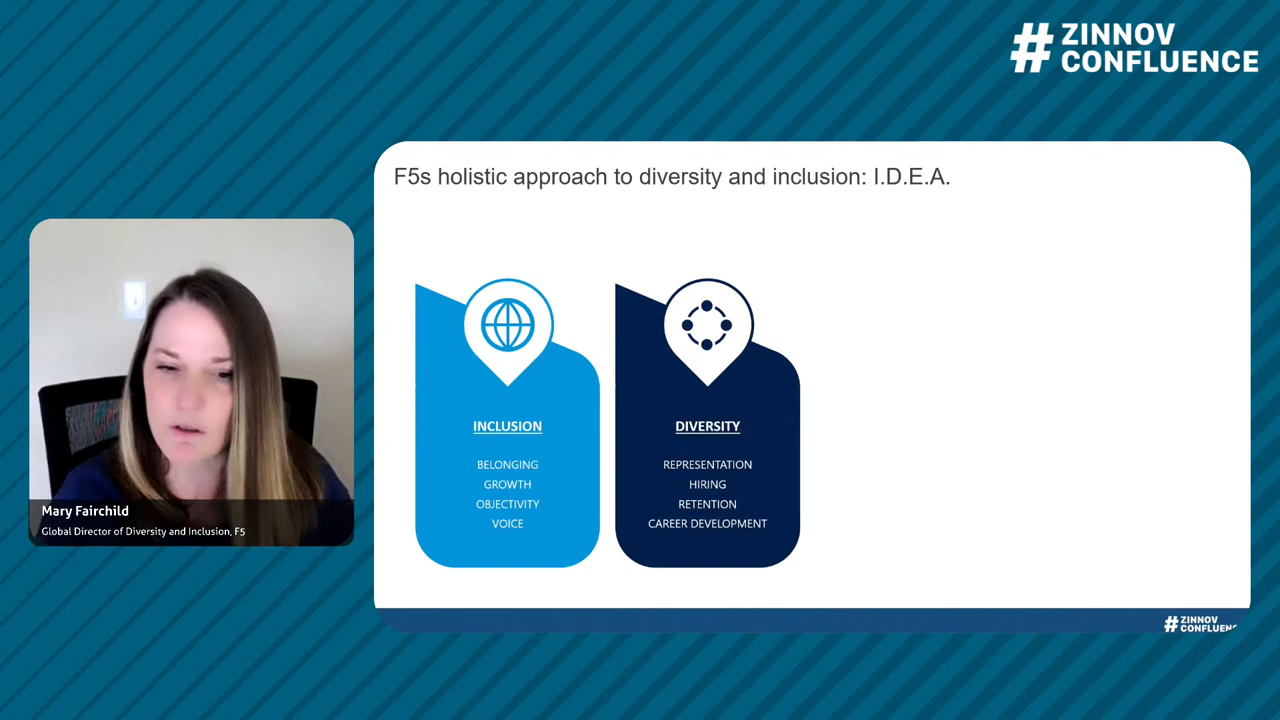 # ZINNOV
CONFLUENCE
F5s holistic approach to diversity and inclusion: I.D.E.A.
INCLUSION
BELONGING
GROWTH
OBJECTIVITY
VOICE
DIVERSITY
REPRESENTATION
HIRING
RETENTION
CAREER DEVELOPMENT
Mary Fairchild
Global Director of Diversity and Inclusion, F5
# ZINNOV
CONFLUENC